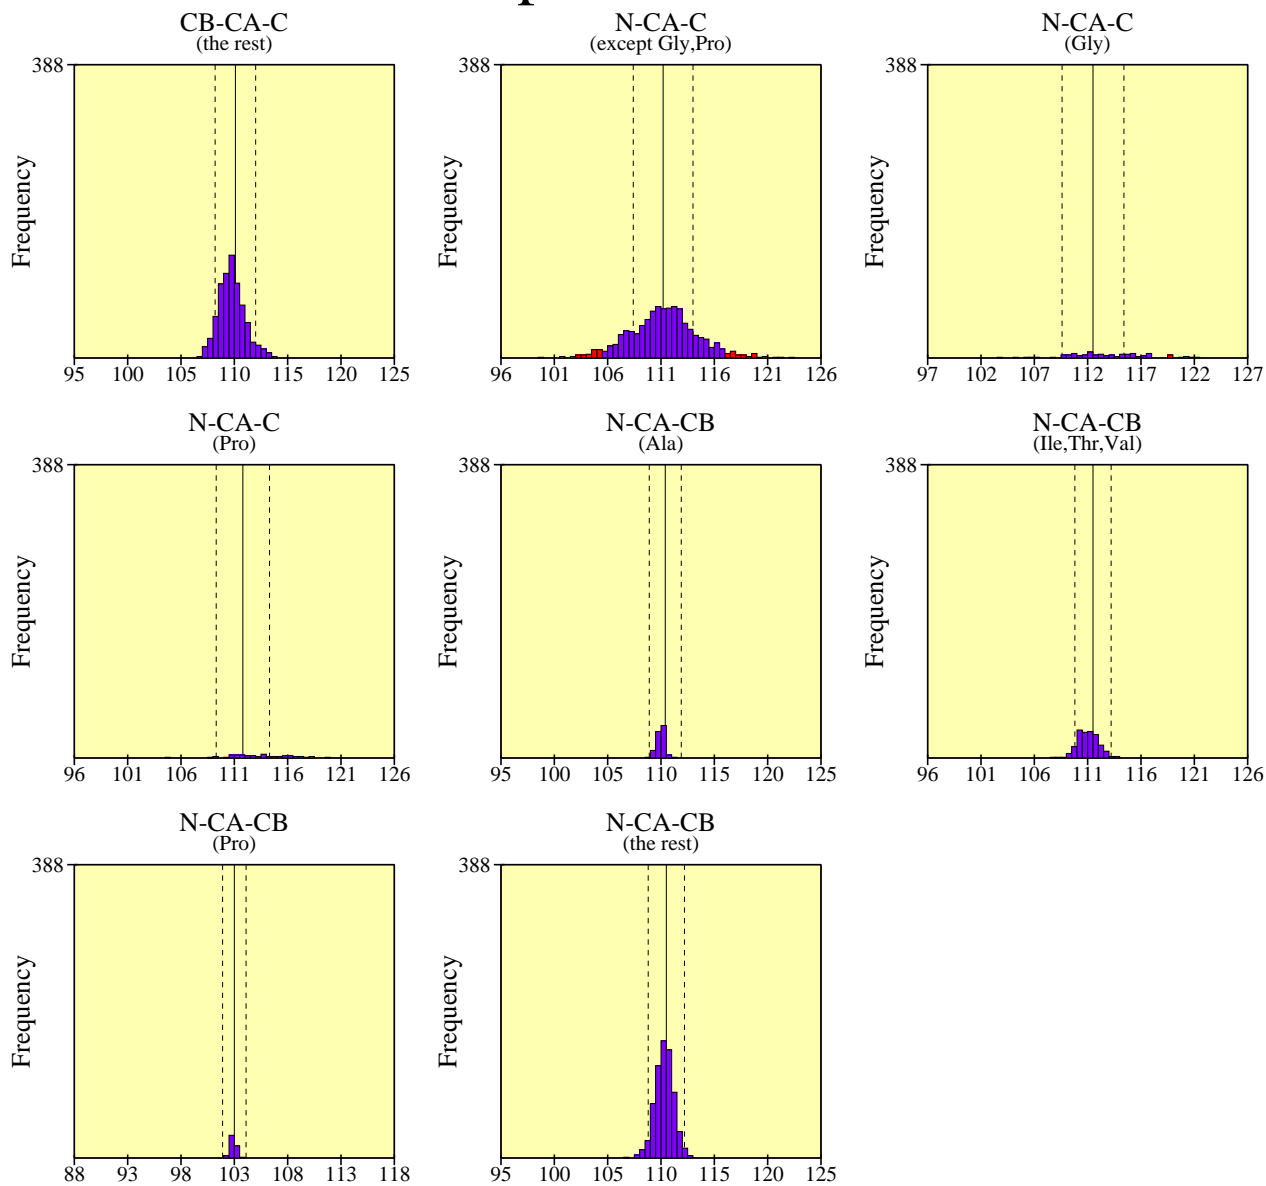 CB-CA-C N-CA-C N-CA-C
(the rest) (except Gly,Pro) (Gly)
388 388 388
Frequency Frequency Frequency
95 100 105 110 115 120 125 96 101 106 111 116 121 126 97 102 107 112 117 122 127
N-CA-C N-CA-CB N-CA-CB
(Pro) (Ala) (Ile,Thr,Val)
388 388 388
Frequency Frequency Frequency
96 101 106 111 116 121 126 95 100 105 110 115 120 125 96 101 106 111 116 121 126
N-CA-CB N-CA-CB
(Pro) (the rest)
388 388
Frequency Frequency
88 93 98 103 108 113 118 95 100 105 110 115 120 125